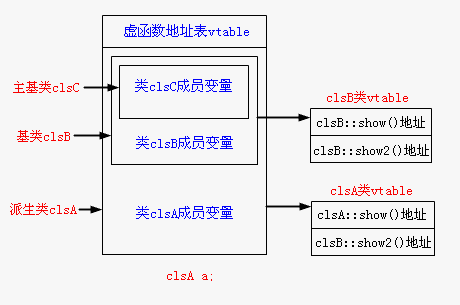 虚函数地址表vtable
主基类clsC
类clsC成员变量
clsB类vtable
clsB::show()地址
基类clsB
类clsB成员变量
clsB::show2()地址
clsA类vtable
派生类clsA
类clsA成员变量
clsA::show()地址
clsB::show2()地址
clsA a;